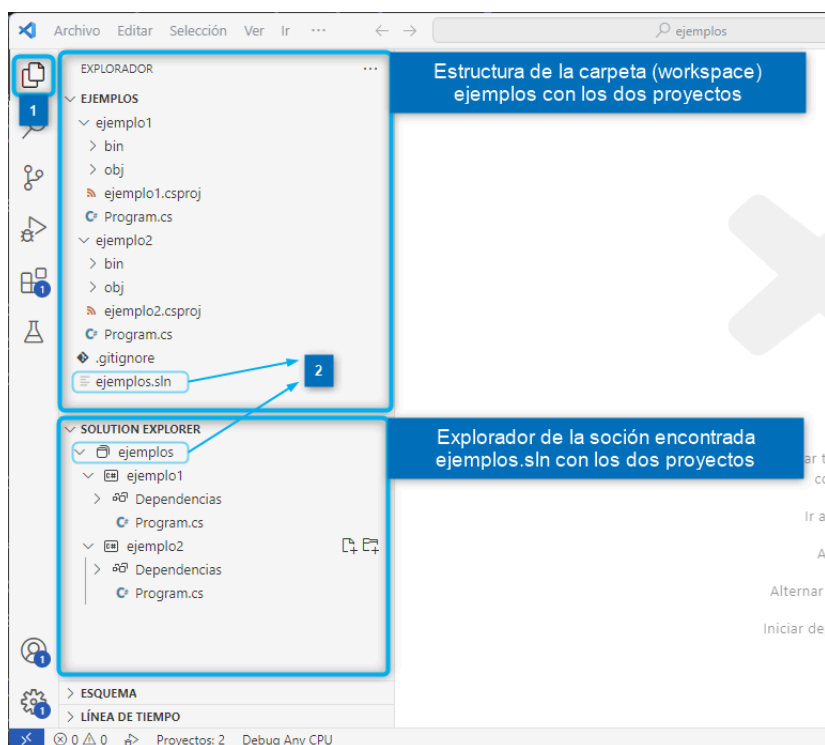 Archivo Editar Selección Ver Ir ... ejemplos
EXPLORADOR ...
EJEMPLOS
ejemplo1
bin
obj
ejemplo1.csproj
C# Program.cs
ejemplo2
bin
obj
ejemplo2.csproj
C# Program.cs
.gitignore
ejemplos.sln
1
2
1
Estructura de la carpeta (workspace)
ejemplos con los dos proyectos
SOLUTION EXPLORER
ejemplos
C# ejemplo1
Dependencias
C# Program.cs
C# ejemplo2
Dependencias
C# Program.cs
Explorador de la soción encontrada
ejemplos.sln con los dos proyectos
Ir a
A
Alternar
Iniciar de
1
1
ESQUEMA
LÍNEA DE TIEMPO
0 0 Proyectos: 2 Debug Any CPU